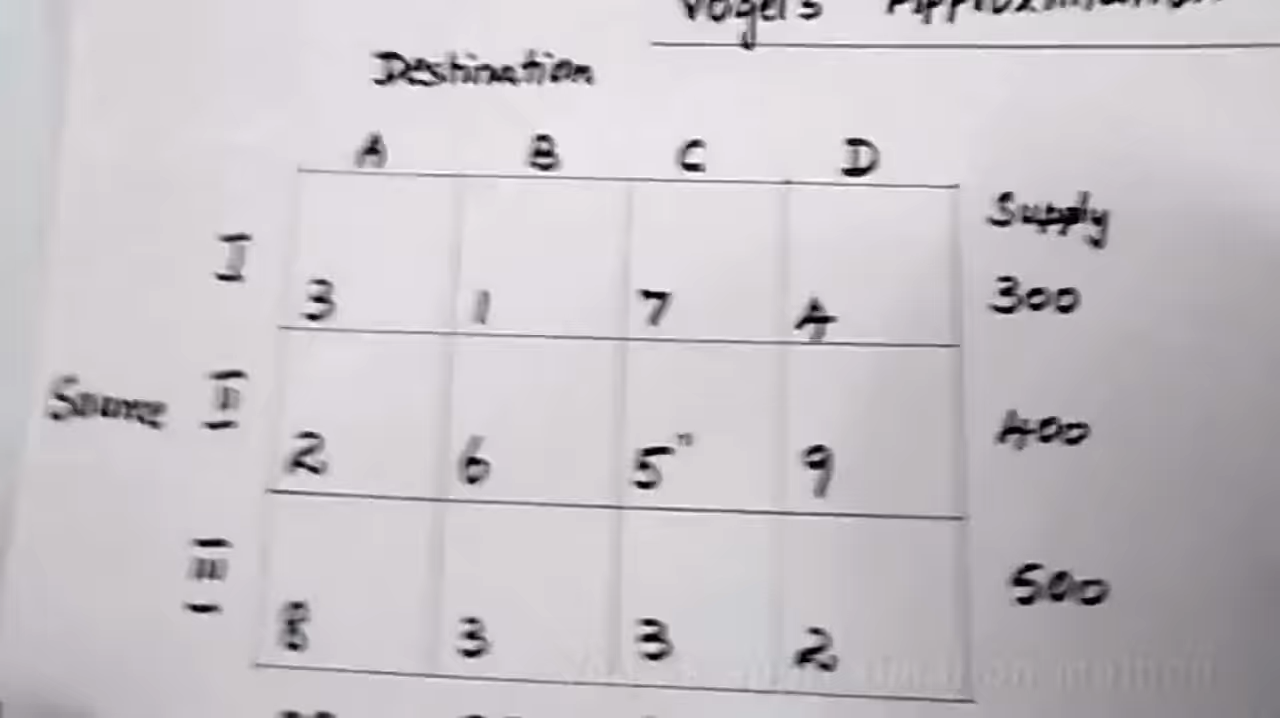 Vogel's Approximation
Destination
A B C D
Supply
I 3 1 7 4 300
Source II 2 6 5 9 400
III 8 3 3 2 500